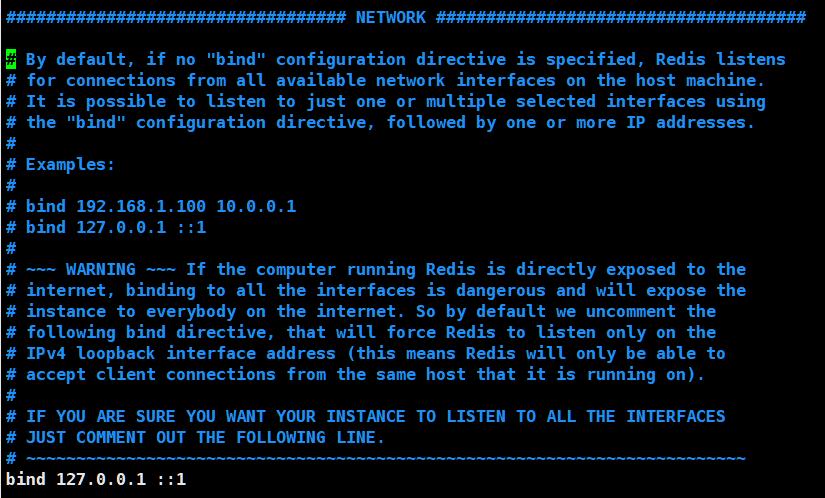 ################################## NETWORK #####################################
# By default, if no "bind" configuration directive is specified, Redis listens
# for connections from all available network interfaces on the host machine.
# It is possible to listen to just one or multiple selected interfaces using
# the "bind" configuration directive, followed by one or more IP addresses.
#
# Examples:
#
# bind 192.168.1.100 10.0.0.1
# bind 127.0.0.1 ::1
#
# ~~~ WARNING ~~~ If the computer running Redis is directly exposed to the
# internet, binding to all the interfaces is dangerous and will expose the
# instance to everybody on the internet. So by default we uncomment the
# following bind directive, that will force Redis to listen only on the
# IPv4 loopback interface address (this means Redis will only be able to
# accept client connections from the same host that it is running on).
#
# IF YOU ARE SURE YOU WANT YOUR INSTANCE TO LISTEN TO ALL THE INTERFACES
# JUST COMMENT OUT THE FOLLOWING LINE.
# ~~~~~~~~~~~~~~~~~~~~~~~~~~~~~~~~~~~~~~~~~~~~~~~~~~~~~~~~~~~~~~~~~~~~~~~~
bind 127.0.0.1 ::1